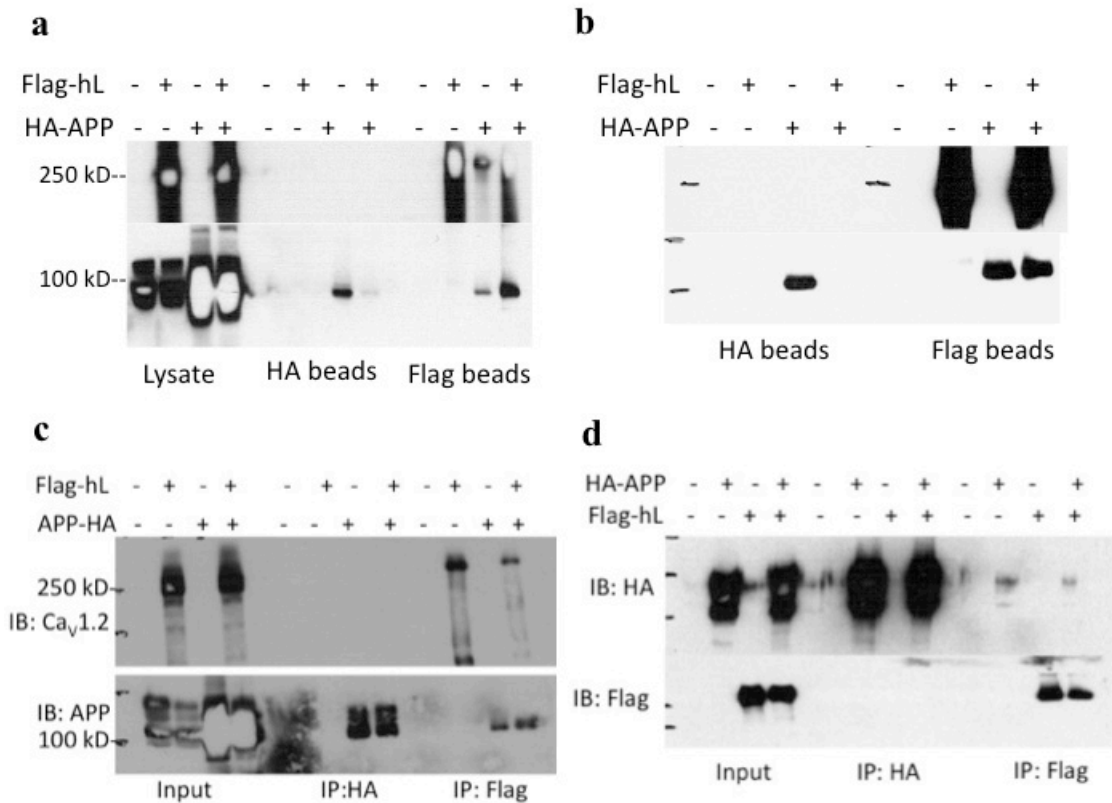 a
Flag-hL - + - + - + - + - + - +
HA-APP - - + + - - + + - + +
250 kD--
100 kD--
Lysate HA beads Flag beads
b
Flag-hL - + - + - + - +
HA-APP - - + + - + +
HA beads Flag beads
c
Flag-hL - + - + - + - + - + - +
APP-HA - - + + - - + + - - + +
250 kD-
IB: CaV1.2
IB: APP
100 kD-
Input IP:HA IP: Flag
d
HA-APP - + - + - + - + - + - +
Flag-hL - - + + - - + + - - + +
IB: HA
IB: Flag
Input IP: HA IP: Flag